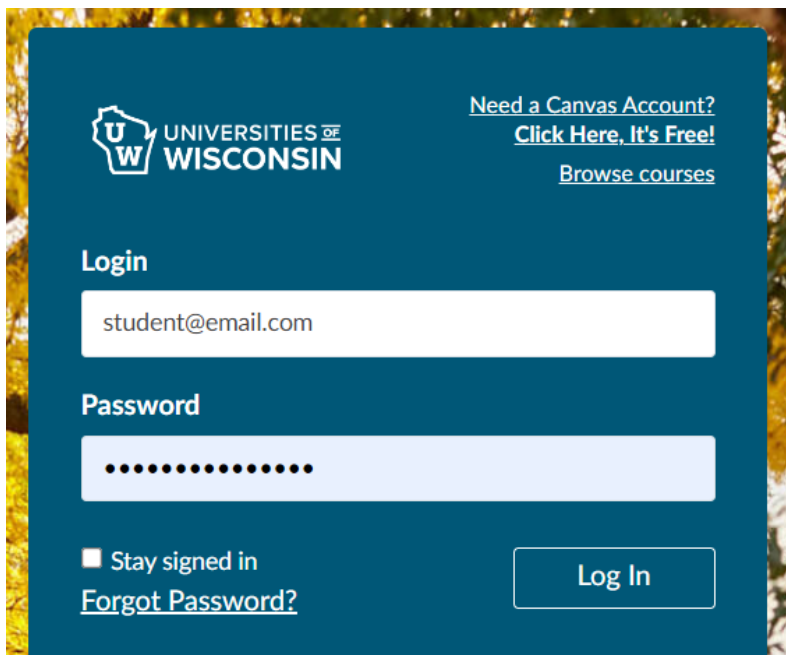 Need a Canvas Account?
Click Here, It's Free!
Browse courses
UW
UNIVERSITIES OF
WISCONSIN
Login
student@email.com
Password
•••••••••••••••
Stay signed in
Forgot Password?
Log In